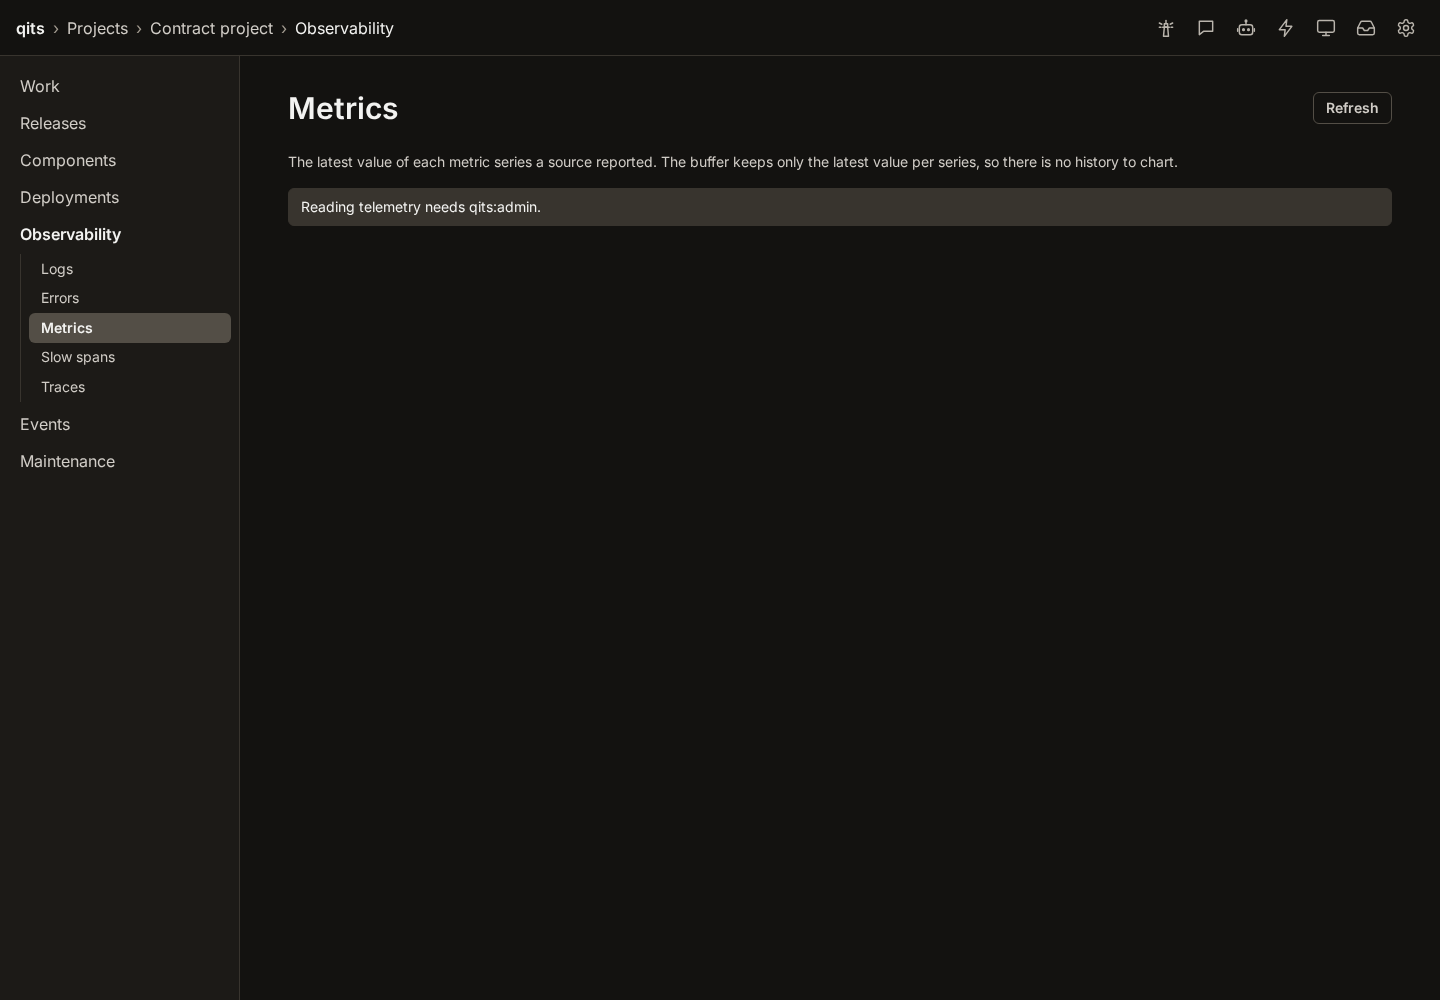 qits › Projects › Contract project › Observability
Work
Releases
Components
Deployments
Observability
Logs
Errors
Metrics
Slow spans
Traces
Events
Maintenance
Metrics
Refresh
The latest value of each metric series a source reported. The buffer keeps only the latest value per series, so there is no history to chart.
Reading telemetry needs qits:admin.